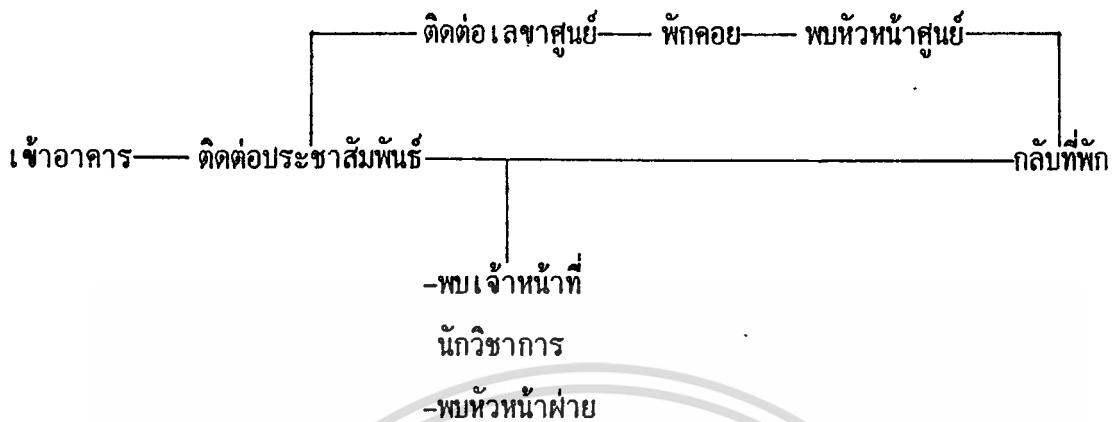 ติดต่อเลขาศูนย์ พักคอย พบหัวหน้าศูนย์
เข้าอาคาร ติดต่อประชาสัมพันธ์ กลับที่พัก
-พบเจ้าหน้าที่
นักวิชาการ
-พบหัวหน้าฝ่าย